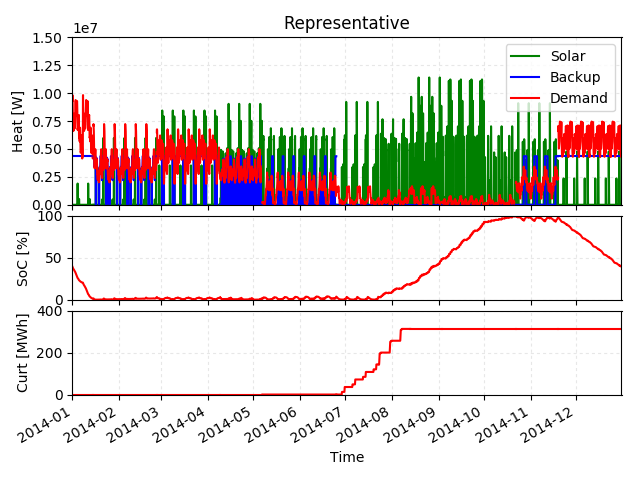 Representative
1e7
1.50
1.25
1.00
0.75
0.50
0.25
0.00
Heat [W]
Solar
Backup
Demand
100
50
0
SoC [%]
400
200
0
Curt [MWh]
2014-01
2014-02
2014-03
2014-04
2014-05
2014-06
2014-07
2014-08
2014-09
2014-10
2014-11
2014-12
Time